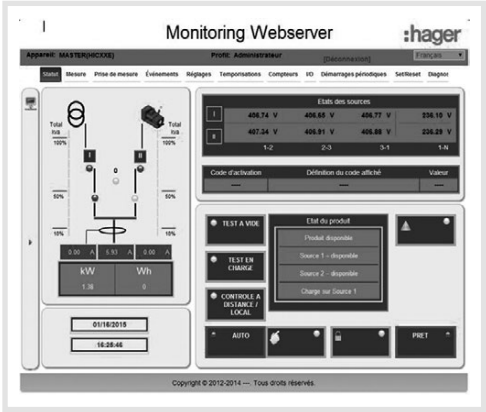 Monitoring Webserver
:hager
Appareil: MASTER(HICXXE)
Profil: Administrateur
[Déconnexion]
Français
Statut Mesure Prise de mesure Événements Réglages Temporisations Compteurs I/O Démarrages périodiques Set/Reset Diagnos
Total
kVA
100%
50%
10%
I
0
II
Total
kVA
100%
50%
10%
0.00 A 5.93 A 0.00 A
kW
Wh
1.38
0
01/16/2015
16:25:46
Etats des sources
I
406.74 V 406.65 V 406.77 V 236.10 V
II
407.34 V 406.91 V 406.88 V 236.29 V
1-2 2-3 3-1 1-N
Code d'activation
Définition du code affiché
Valeur
TEST A VIDE
TEST EN
CHARGE
CONTROLE A
DISTANCE /
LOCAL
Etat du produit
Produit disponible
Source 1 – disponible
Source 2 – disponible
Charge sur Source 1
AUTO
PRET
Copyright © 2012-2014 — Tous droits réservés.